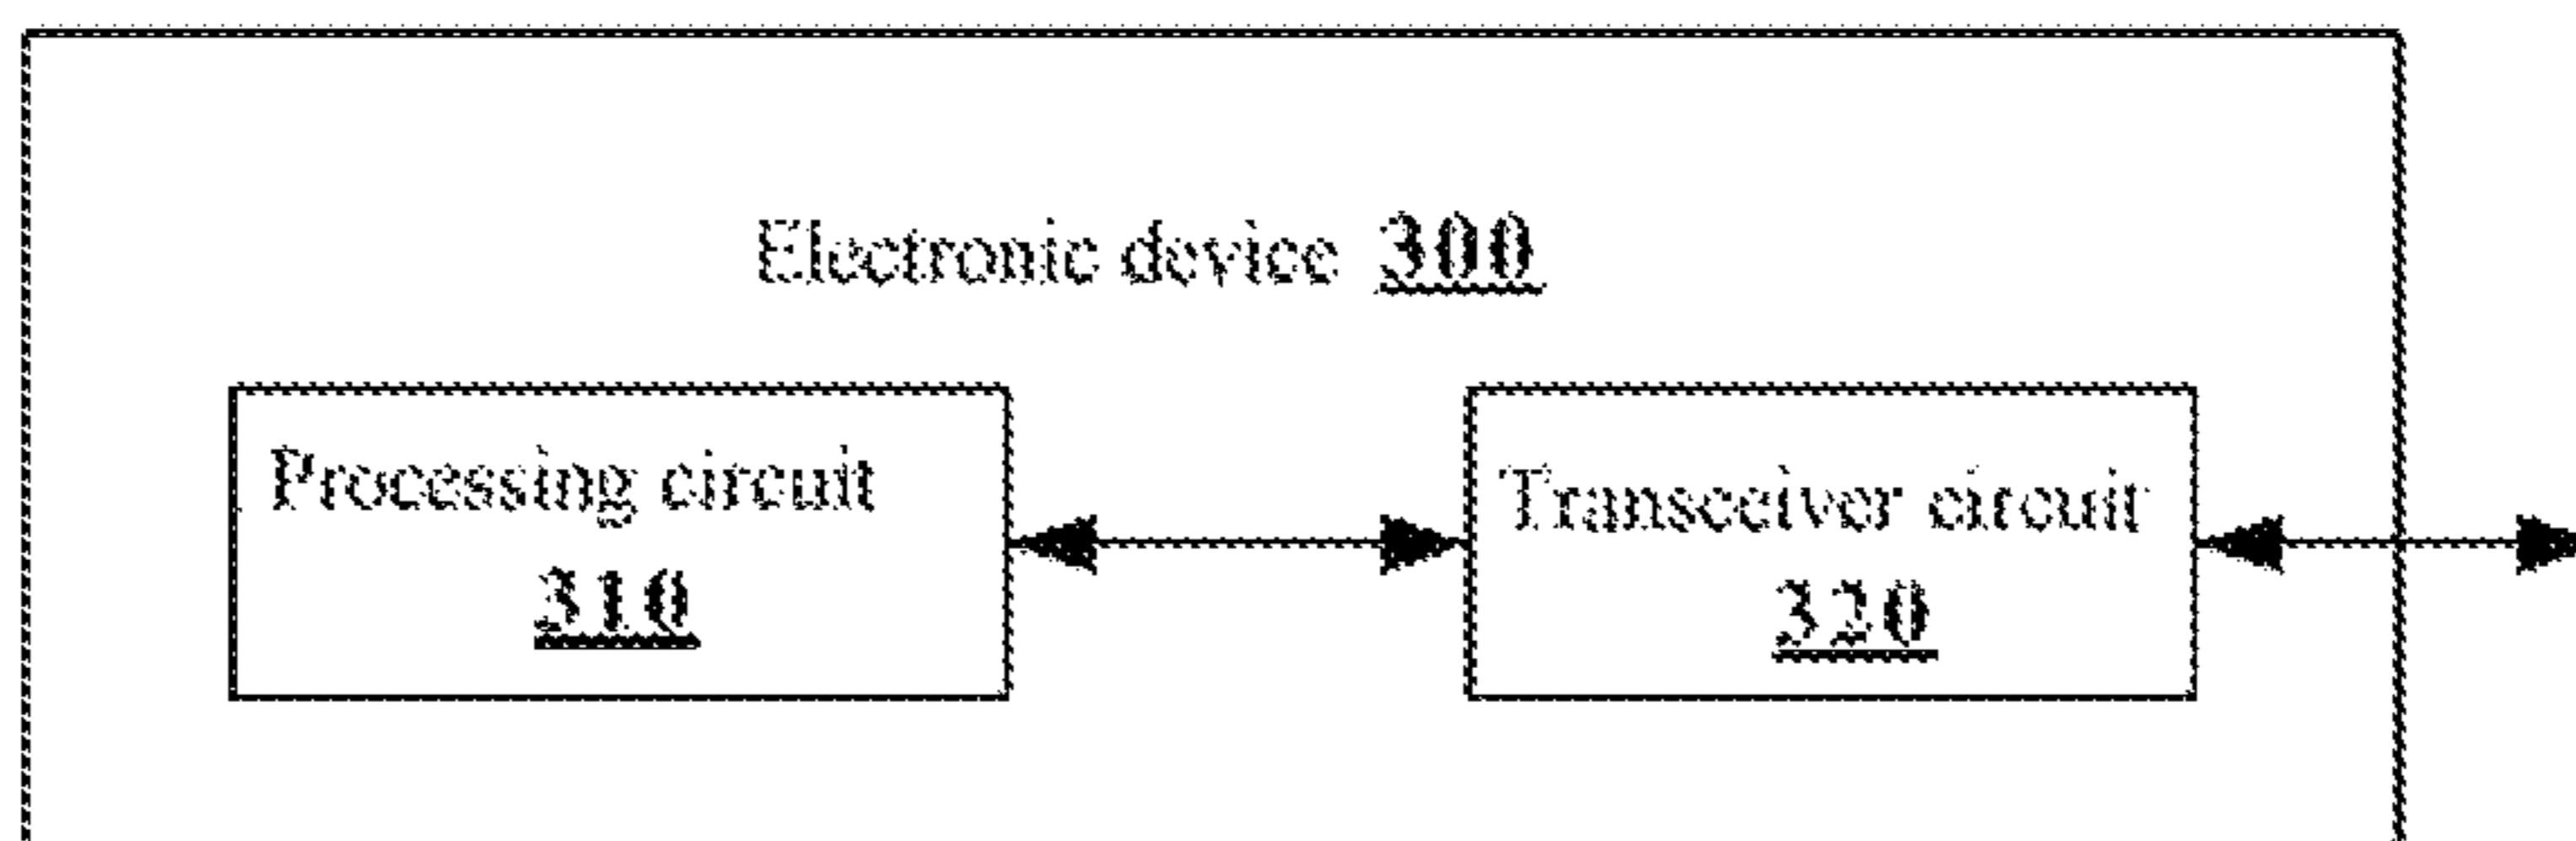 Electronic device 300
Processing circuit
310
Transceiver circuit
320